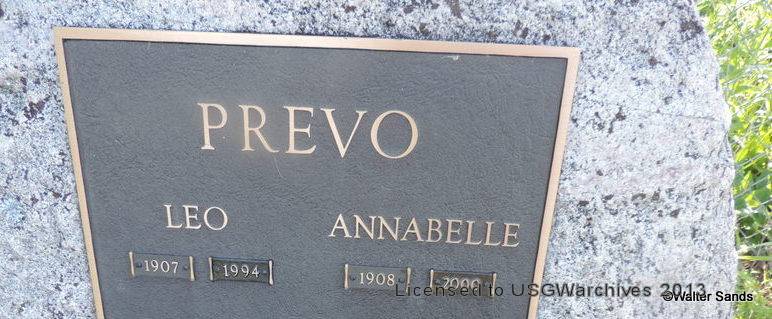 PREVO
LEO ANNABELLE
1907 1994 1908 2000
Licensed to USGWarchives 2013
©Walter Sands